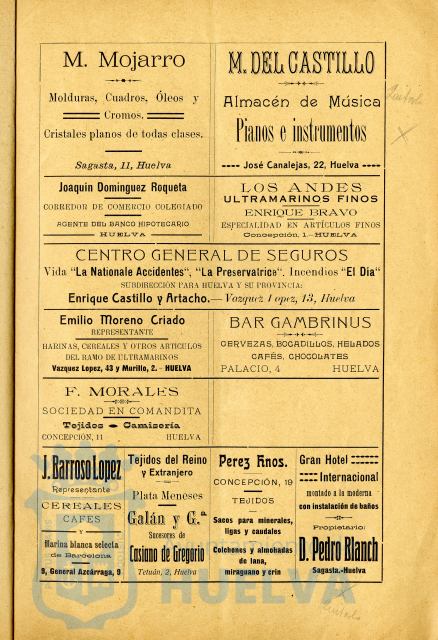 M. Mojarro
Molduras, Cuadros, Óleos y
Cromos.
Cristales planos de todas clases.
Sagasta, 11, Huelva
M. DEL CASTILLO
Almacén de Música
Pianos e instrumentos
José Canalejas, 22, Huelva
Joaquín Domínguez Roqueta
CORREDOR DE COMERCIO COLEGIADO
AGENTE DEL BANCO HIPOTECARIO
HUELVA
LOS ANDES
ULTRAMARINOS FINOS
ENRIQUE BRAVO
ESPECIALIDAD EN ARTÍCULOS FINOS
Concepción, 1.-HUELVA
CENTRO GENERAL DE SEGUROS
Vida "La Nationale Accidentes", "La Preservatrice". Incendios "El Dia"
SUBDIRECCIÓN PARA HUELVA Y SU PROVINCIA:
Enrique Castillo y Artacho.—Vazquez Lopez, 13, Huelva
Emilio Moreno Criado
REPRESENTANTE
HARINAS, CEREALES Y OTROS ARTICULOS
DEL RAMO DE ULTRAMARINOS
Vazquez Lopez, 43 y Murillo, 2. - HUELVA
BAR GAMBRINUS
CERVEZAS, BOCADILLOS, HELADOS
CAFÉS, CHOCOLATES
PALACIO, 4 HUELVA
F. MORALES
SOCIEDAD EN COMANDITA
Tejidos Camisería
CONCEPCIÓN, 11 HUELVA
J. Barroso Lopez
Representante
CEREALES
CAFES
Y
Harina blanca selecta
de Barcelona
9, General Azcárraga, 9
Tejidos del Reino
y Extranjero
Plata Meneses
Galán y G.ª
Sucesores de
Casiano de Gregorio
Tetuán, 2, Huelva
Perez Hnos.
CONCEPCIÓN, 19
TEJIDOS
Sacos para minerales,
ligas y caudales
Colchones y almohadas
de lana,
miraguano y crin
Gran Hotel
Internacional
montado a la moderna
con instalación de baños
Propietario:
D. Pedro Blanch
Sagasta.-Huelva
HUELVA